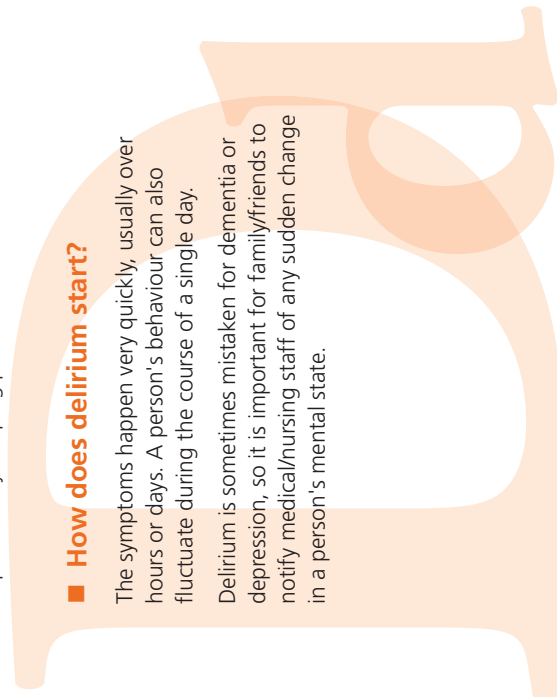 ■ How does delirium start?
The symptoms happen very quickly, usually over
hours or days. A person's behaviour can also
fluctuate during the course of a single day.
Delirium is sometimes mistaken for dementia or
depression, so it is important for family/friends to
notify medical/nursing staff of any sudden change
in a person's mental state.